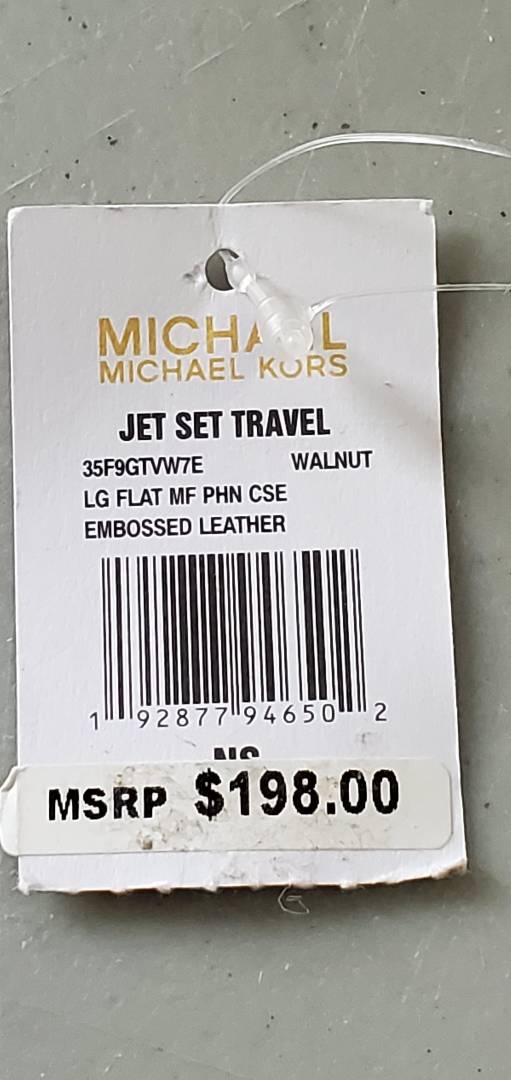 MICHAEL
MICHAEL KORS
JET SET TRAVEL
35F9GTVW7E WALNUT
LG FLAT MF PHN CSE
EMBOSSED LEATHER
1 92877 94650 2
NS
MSRP $198.00